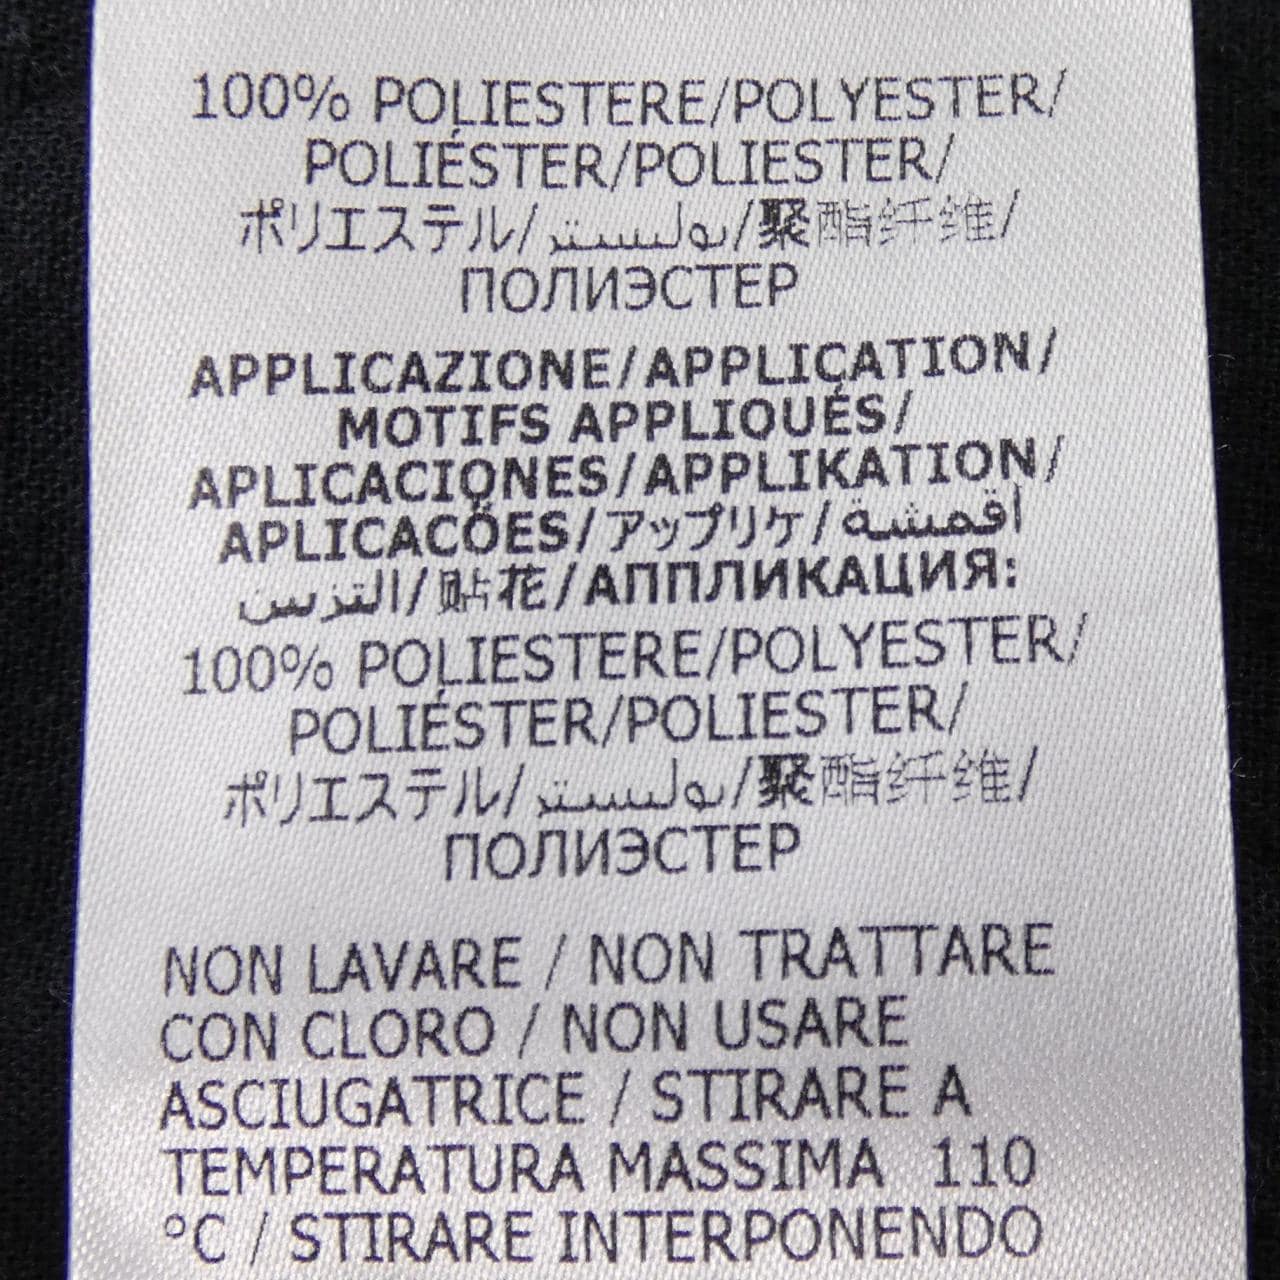 100% POLIESTERE/POLYESTER/
POLIÉSTER/POLIESTER/
ポリエステル/بوليستر/聚酯纤维/
ПОЛИЭСТЕР
APPLICAZIONE/APPLICATION/
MOTIFS APPLIQUÉS/
APLICACIONES/APPLIKATION/
APLICACÕES/アップリケ/أقمشة
التزيين/贴花/АППЛИКАЦИЯ:
100% POLIESTERE/POLYESTER/
POLIÉSTER/POLIESTER/
ポリエステル/بوليستر/聚酯纤维/
ПОЛИЭСТЕР
NON LAVARE / NON TRATTARE
CON CLORO / NON USARE
ASCIUGATRICE / STIRARE A
TEMPERATURA MASSIMA 110
°C / STIRARE INTERPONENDO